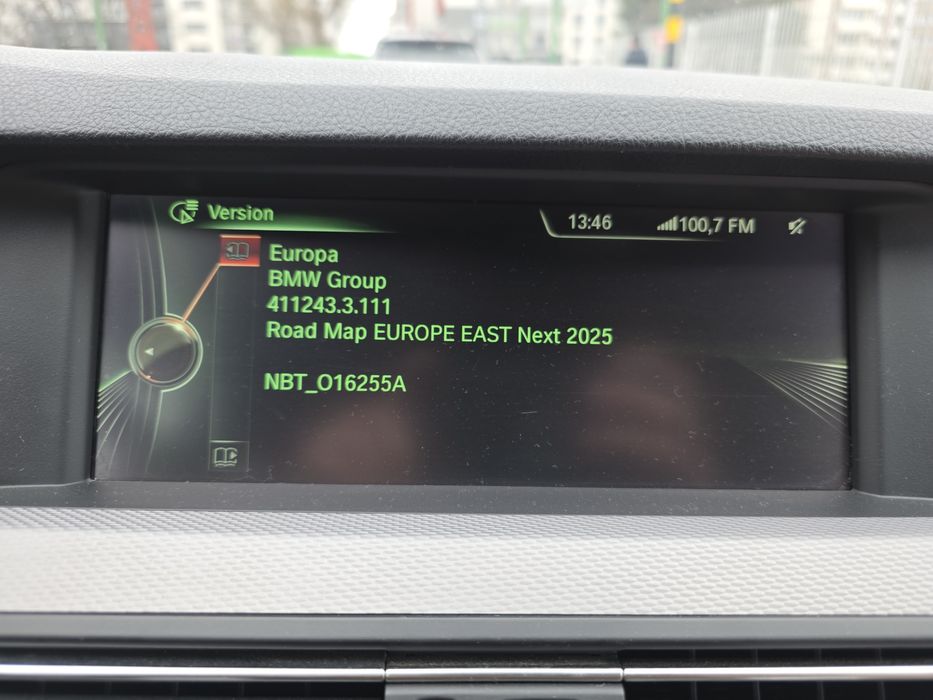 Version
13:46
100,7 FM
Europa
BMW Group
411243.3.111
Road Map EUROPE EAST Next 2025
NBT_O16255A